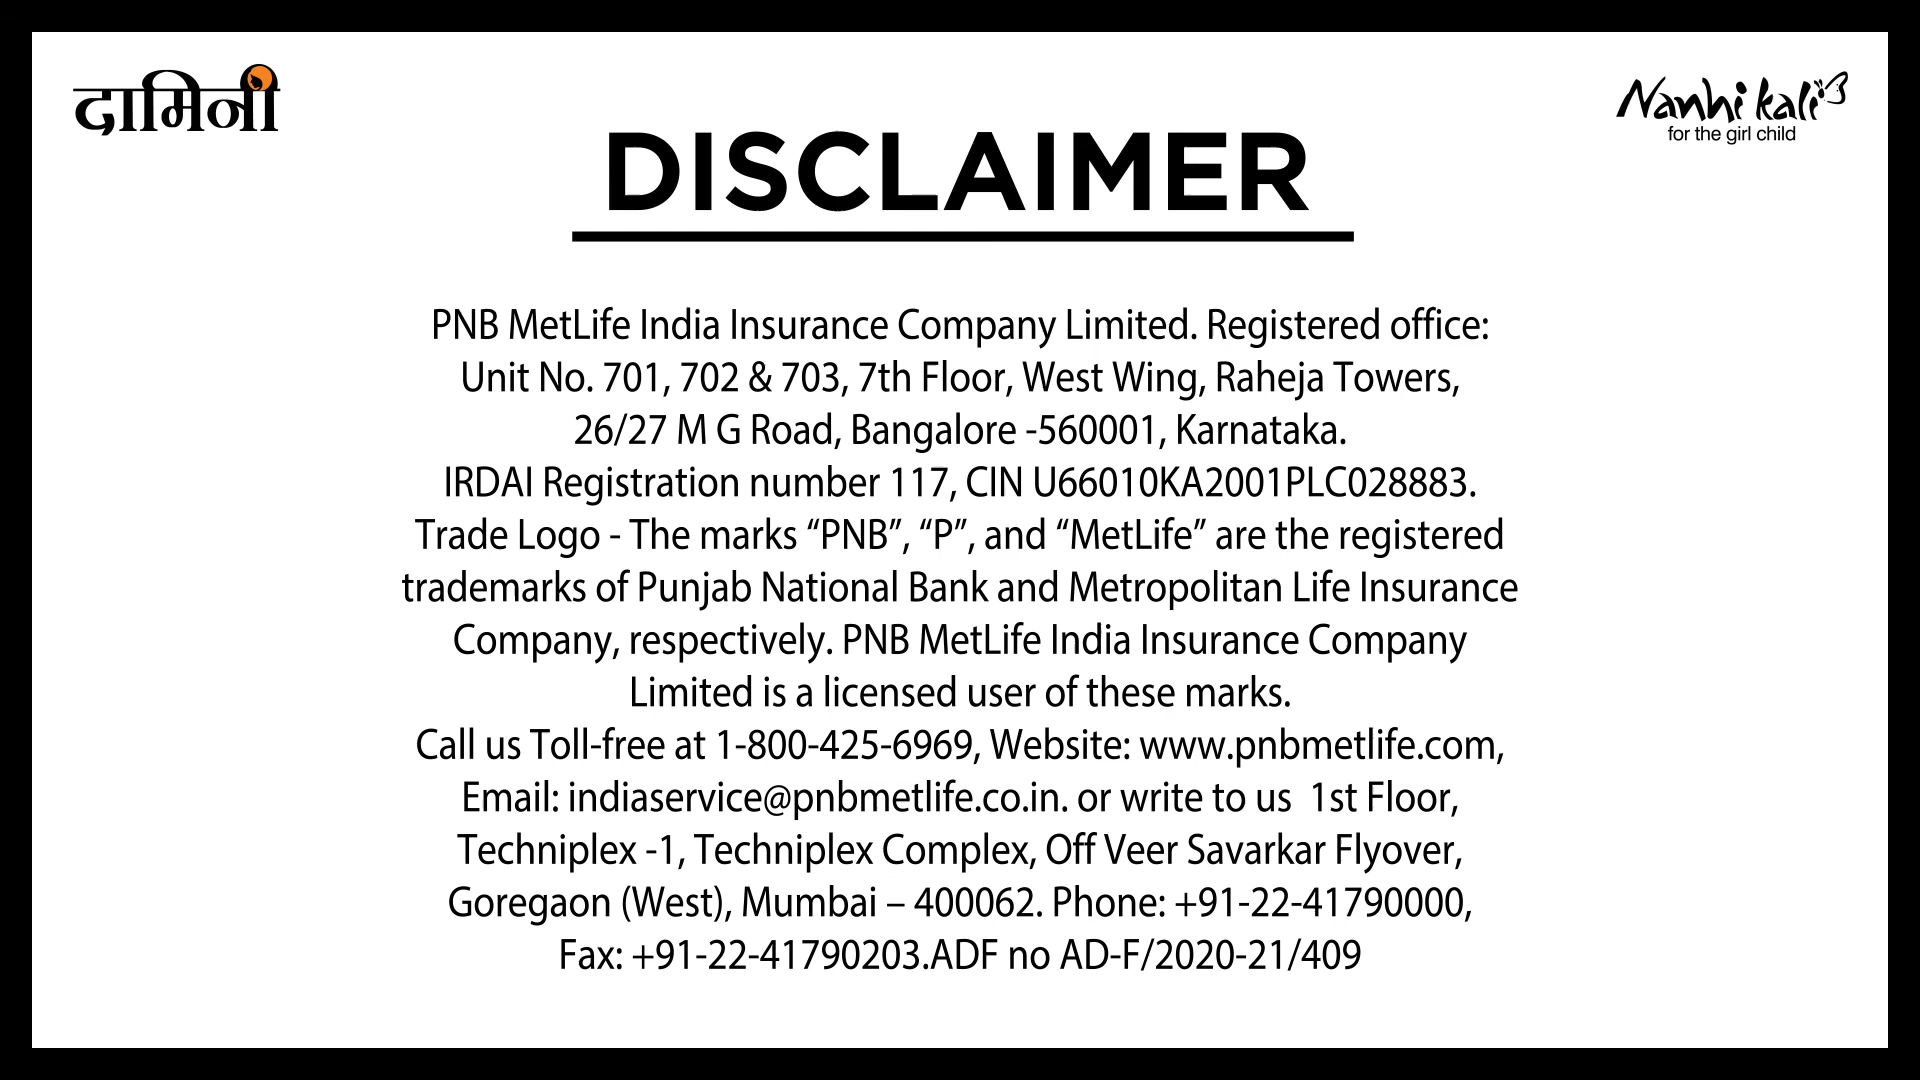 दामिनी
Nanhi kali
for the girl child
DISCLAIMER
PNB MetLife India Insurance Company Limited. Registered office:
Unit No. 701, 702 & 703, 7th Floor, West Wing, Raheja Towers,
26/27 M G Road, Bangalore -560001, Karnataka.
IRDAI Registration number 117, CIN U66010KA2001PLC028883.
Trade Logo - The marks “PNB”, “P”, and “MetLife” are the registered
trademarks of Punjab National Bank and Metropolitan Life Insurance
Company, respectively. PNB MetLife India Insurance Company
Limited is a licensed user of these marks.
Call us Toll-free at 1-800-425-6969, Website: www.pnbmetlife.com,
Email: indiaservice@pnbmetlife.co.in. or write to us  1st Floor,
Techniplex -1, Techniplex Complex, Off Veer Savarkar Flyover,
Goregaon (West), Mumbai – 400062. Phone: +91-22-41790000,
Fax: +91-22-41790203.ADF no AD-F/2020-21/409